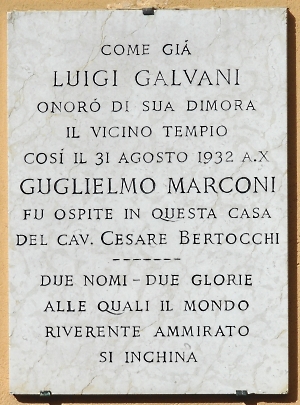 COME GIÁ
LUIGI GALVANI
ONORÓ DI SUA DIMORA
IL VICINO TEMPIO
COSÍ IL 31 AGOSTO 1932 A.X
GUGLIELMO MARCONI
FU OSPITE IN QUESTA CASA
DEL CAV. CESARE BERTOCCHI
-------
DUE NOMI - DUE GLORIE
ALLE QUALI IL MONDO
RIVERENTE AMMIRATO
SI INCHINA